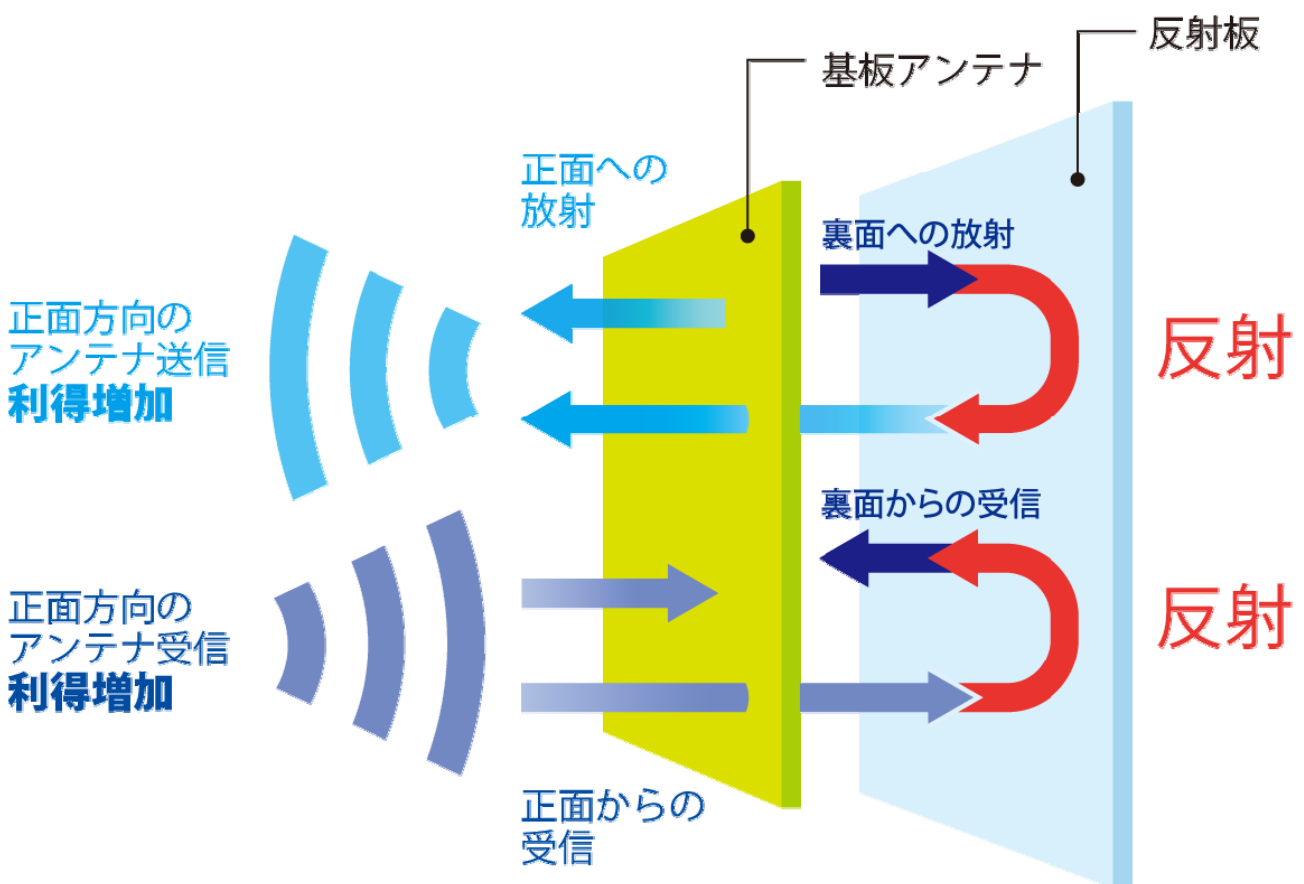 反射板
基板アンテナ
正面への
放射
裏面への放射
正面方向の
アンテナ送信
利得増加
反射
裏面からの受信
正面方向の
アンテナ受信
利得増加
反射
正面からの
受信